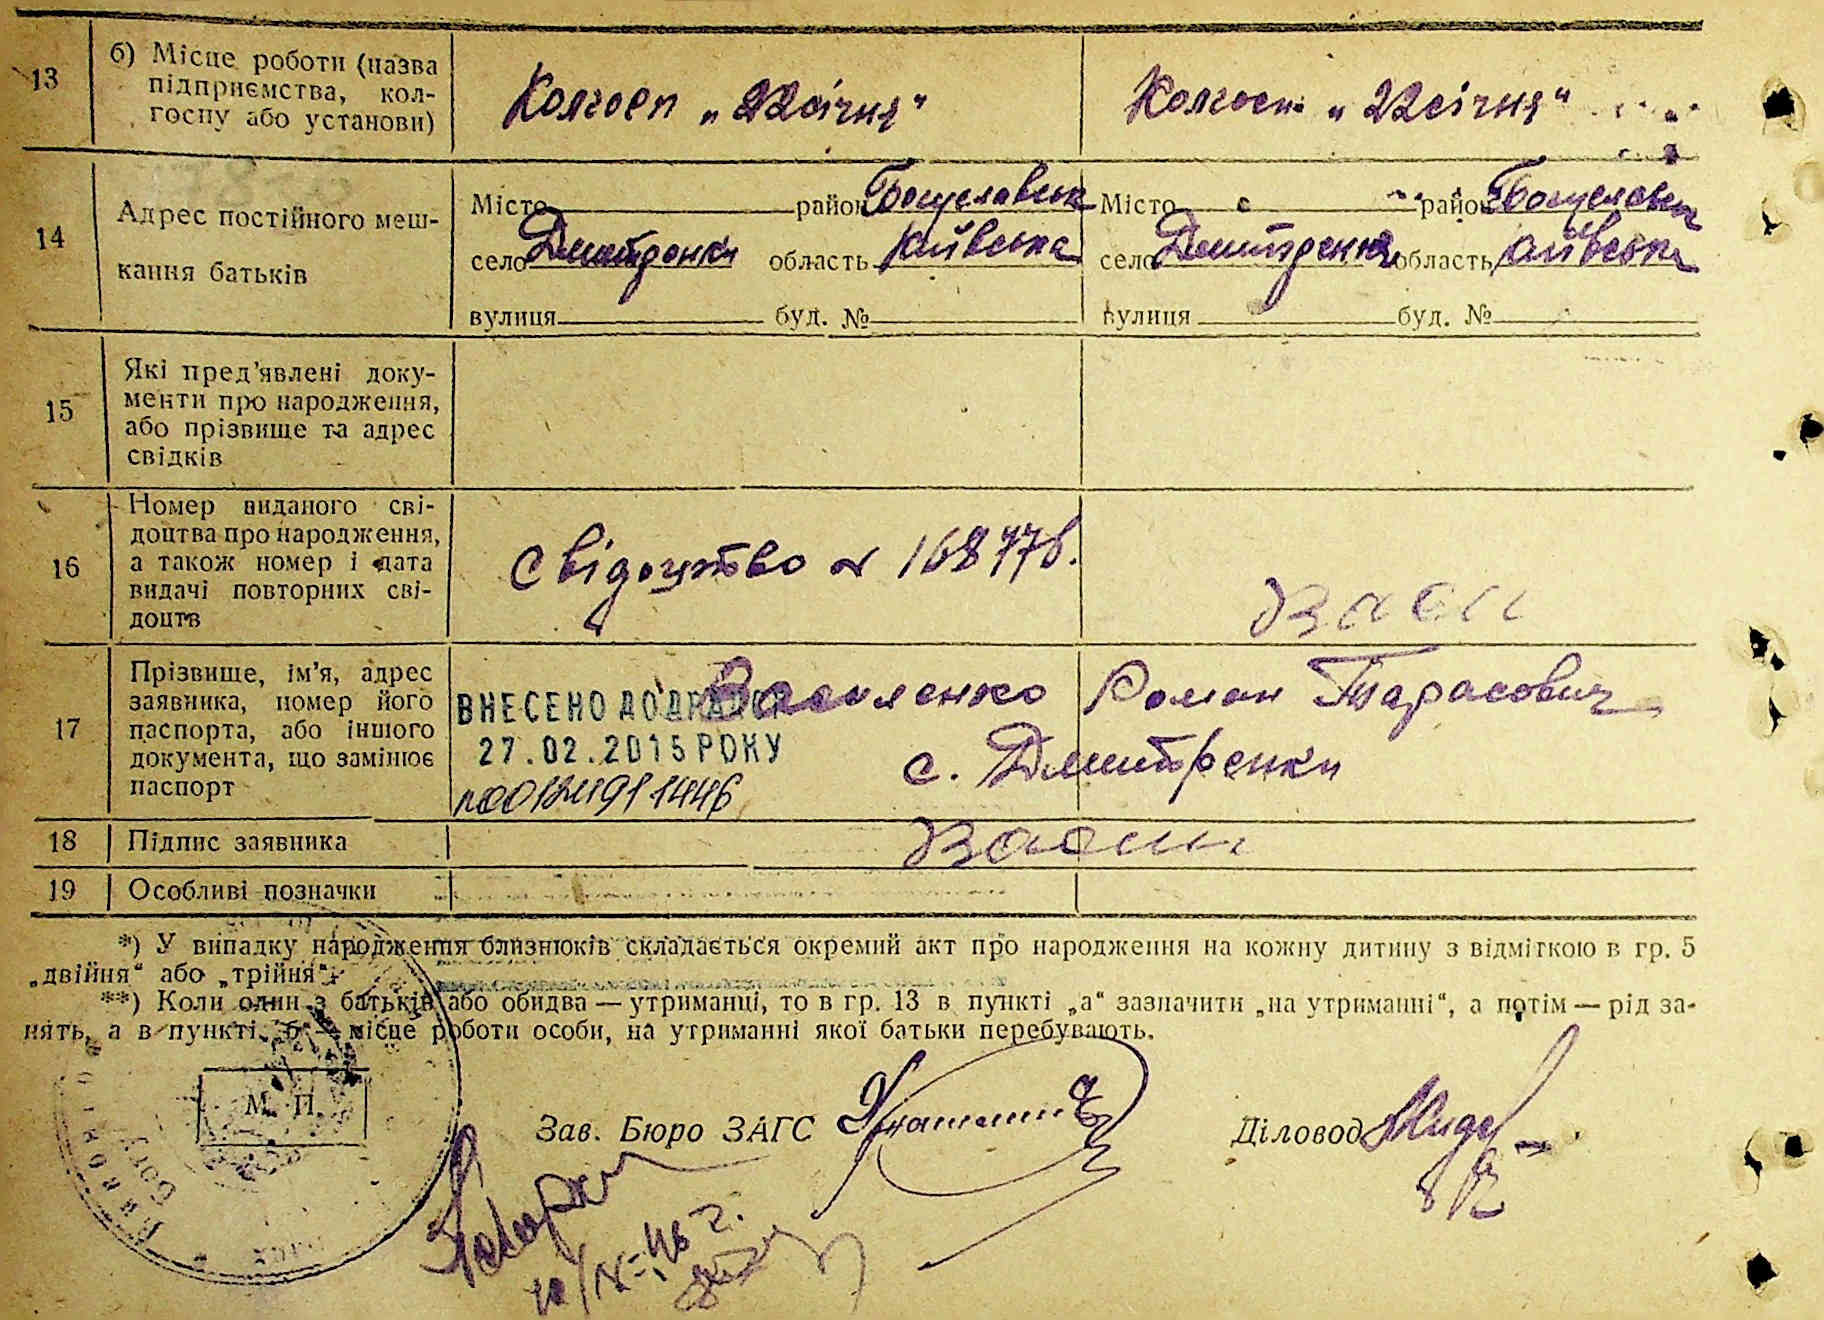 13 б) Місце роботи (назва підприємства, кол-
госпу або установи)
Колгосп „22 січня“
Колгосп „22 січня“
14 Адрес постійного меш-
кання батьків
Місто район Богуславськ
село Дмитренки область Київська
вулиця буд. №
Місто с район Богуславськ
село Дмитренки область Київська
вулиця буд. №
15 Які пред’явлені доку-
менти про народження,
або прізвище та адрес
свідків
16 Номер виданого сві-
доцтва про народження,
а також номер і дата
видачі повторних сві-
доцтв
Свідоцтво №
17 Прізвище, ім’я, адрес
заявника, номер його
паспорта, або іншого
документа, що замінює
паспорт
ВНЕСЕНО ДО ДРАЦСГ
27.02.2015 РОКУ
Василенко Роман Тарасович
с. Дмитренки
18 Підпис заявника
19 Особливі позначки
*) У випадку народження близнюків складається окремий акт про народження на кожну дитину з відміткою в гр. 5
„двійня“ або „трійня“.
**) Коли один з батьків або обидва — утриманці, то в гр. 13 в пункті „а“ зазначити „на утриманні“, а потім — рід за-
нять, а в пункті „б“ — місце роботи особи, на утриманні якої батьки перебувають.
М. П.
Зав. Бюро ЗАГС
Діловод